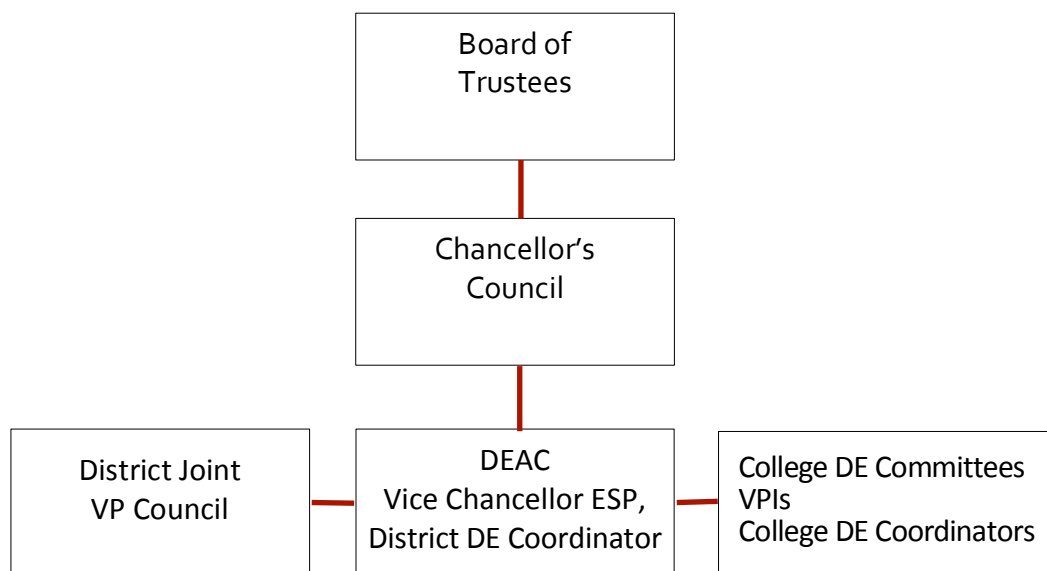 Board of
Trustees
Chancellor’s
Council
District Joint
VP Council
DEAC
Vice Chancellor ESP,
District DE Coordinator
College DE Committees
VPIs
College DE Coordinators